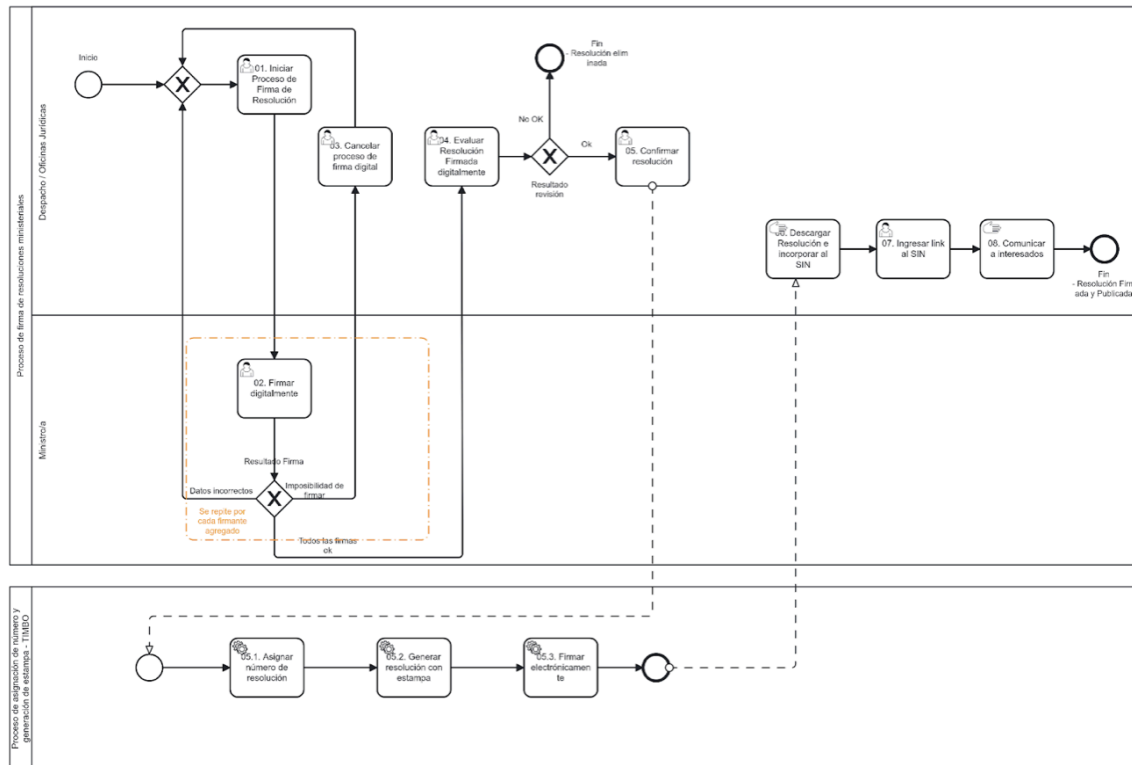 Proceso de firma de resoluciones ministeriales
Despacho / Oficinas Jurídicas
Inicio
01. Iniciar
Proceso de
Firma de
Resolución
03. Cancelar
proceso de
firma digital
04. Evaluar
Resolución
Firmada
digitalmente
Fin
- Resolución elim
inada
No OK
Ok
Resultado
revisión
05. Confirmar
resolución
06. Descargar
Resolución e
incorporar al
SIN
07. Ingresar link
al SIN
08. Comunicar
a interesados
Fin
- Resolución Firm
ada y Publicada
Ministro/a
02. Firmar
digitalmente
Resultado Firma
Datos incorrectos
Imposibilidad de
firmar
Se repite por
cada firmante
agregado
Todos las firmas
ok
Proceso de asignación de número y
generación de estampa - TIMBO
05.1. Asignar
número de
resolución
05.2. Generar
resolución con
estampa
05.3. Firmar
electrónicame
nte